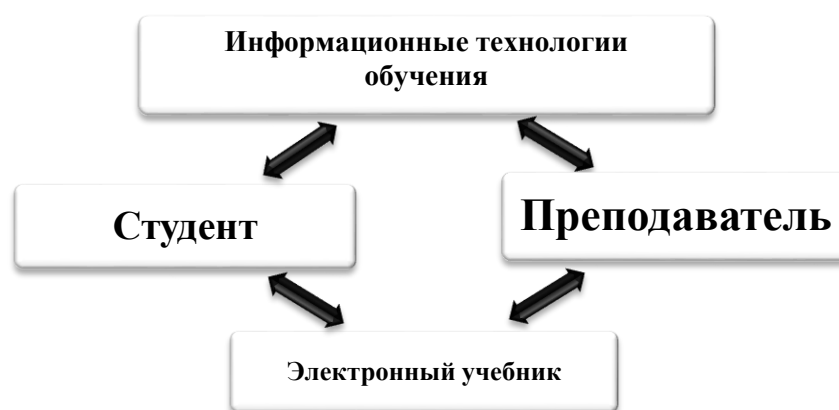 Информационные технологии
обучения
Студент
Преподаватель
Электронный учебник